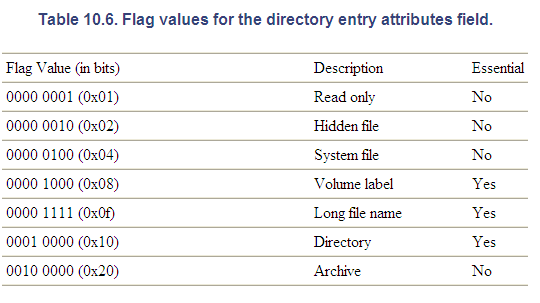 Table 10.6. Flag values for the directory entry attributes field.
Flag Value (in bits) Description Essential
0000 0001 (0x01) Read only No
0000 0010 (0x02) Hidden file No
0000 0100 (0x04) System file No
0000 1000 (0x08) Volume label Yes
0000 1111 (0x0f) Long file name Yes
0001 0000 (0x10) Directory Yes
0010 0000 (0x20) Archive No